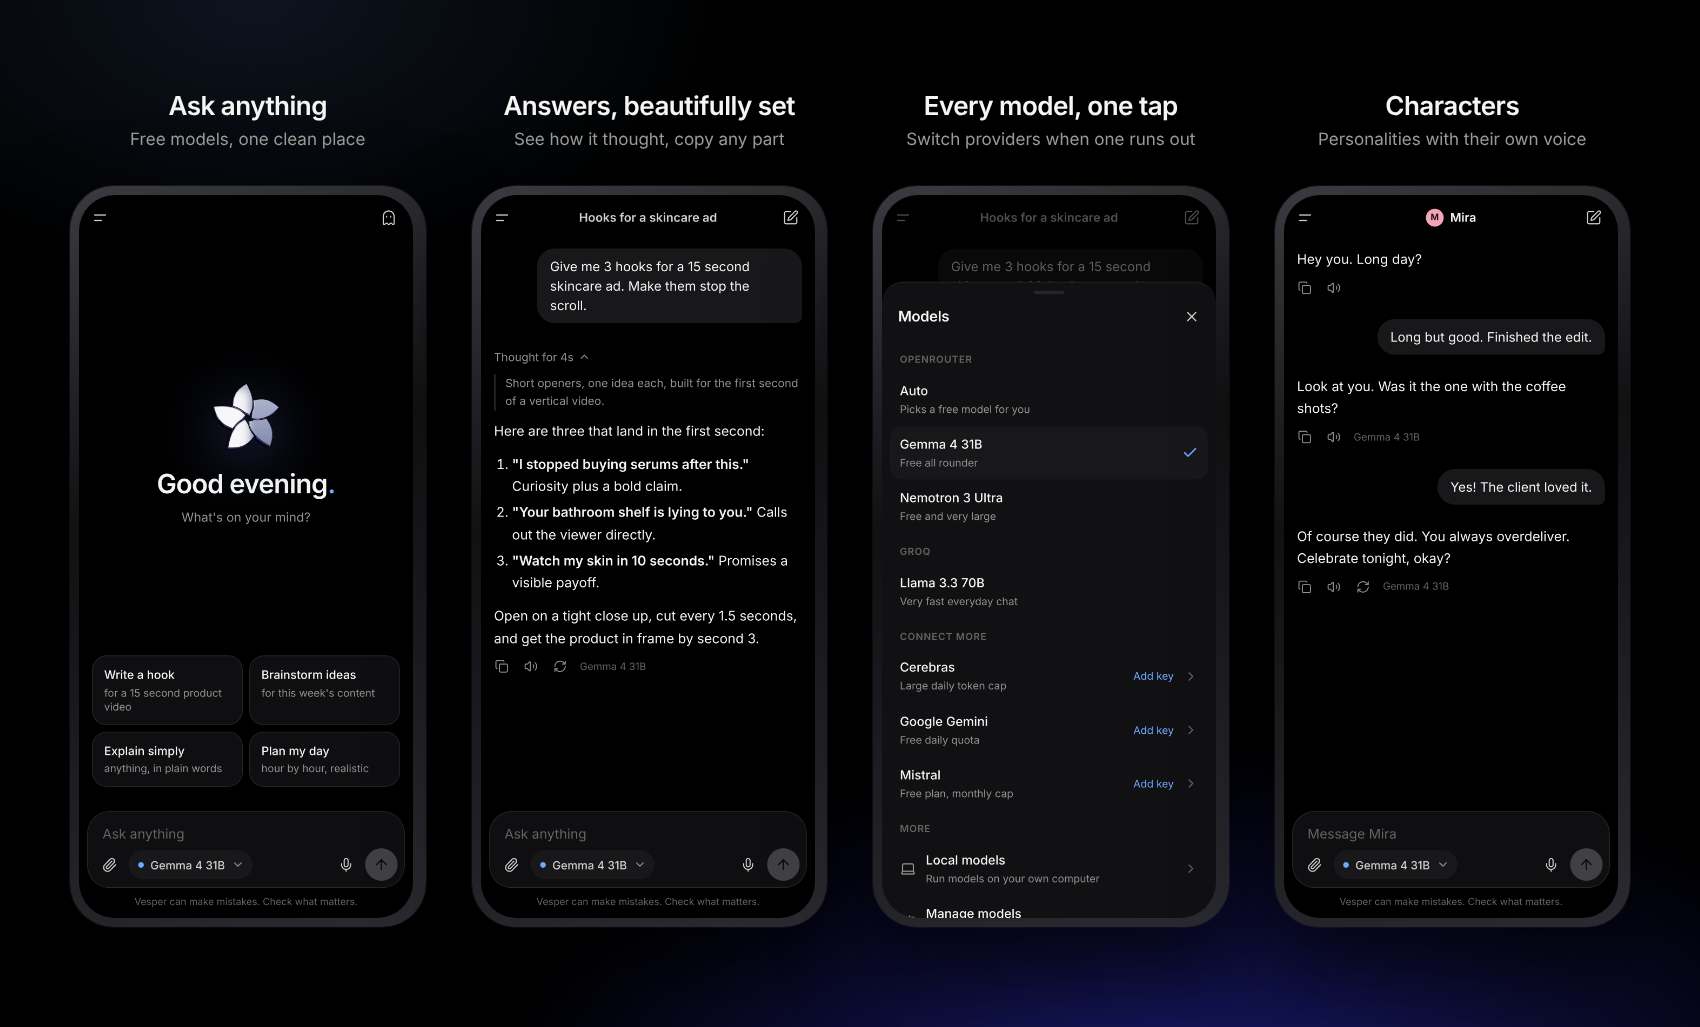 Ask anything
Free models, one clean place
Good evening.
What's on your mind?
Write a hook
for a 15 second product
video
Brainstorm ideas
for this week's content
Explain simply
anything, in plain words
Plan my day
hour by hour, realistic
Ask anything
Gemma 4 31B
Vesper can make mistakes. Check what matters.
Answers, beautifully set
See how it thought, copy any part
Hooks for a skincare ad
Give me 3 hooks for a 15 second
skincare ad. Make them stop the
scroll.
Thought for 4s
Short openers, one idea each, built for the first second
of a vertical video.
Here are three that land in the first second:
1. "I stopped buying serums after this."
Curiosity plus a bold claim.
2. "Your bathroom shelf is lying to you." Calls
out the viewer directly.
3. "Watch my skin in 10 seconds." Promises a
visible payoff.
Open on a tight close up, cut every 1.5 seconds,
and get the product in frame by second 3.
Gemma 4 31B
Ask anything
Gemma 4 31B
Vesper can make mistakes. Check what matters.
Every model, one tap
Switch providers when one runs out
Hooks for a skincare ad
Give me 3 hooks for a 15 second
Models
OPENROUTER
Auto
Picks a free model for you
Gemma 4 31B
Free all rounder
Nemotron 3 Ultra
Free and very large
GROQ
Llama 3.3 70B
Very fast everyday chat
CONNECT MORE
Cerebras
Large daily token cap
Add key
Google Gemini
Free daily quota
Add key
Mistral
Free plan, monthly cap
Add key
MORE
Local models
Run models on your own computer
Manage models
Characters
Personalities with their own voice
M Mira
Hey you. Long day?
Long but good. Finished the edit.
Look at you. Was it the one with the coffee
shots?
Gemma 4 31B
Yes! The client loved it.
Of course they did. You always overdeliver.
Celebrate tonight, okay?
Gemma 4 31B
Message Mira
Gemma 4 31B
Vesper can make mistakes. Check what matters.